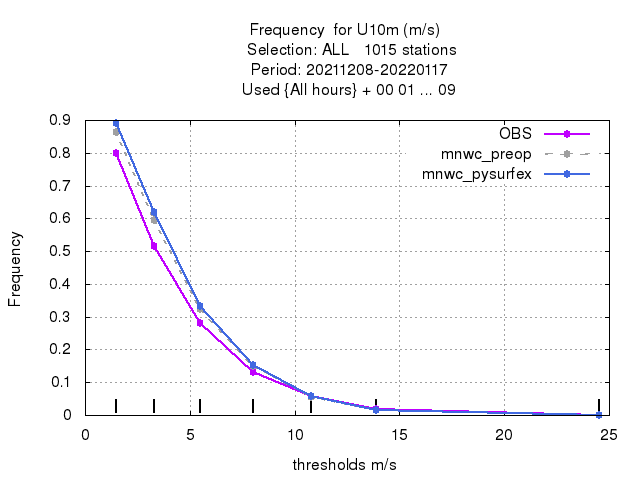 Frequency  for U10m (m/s)
Selection: ALL   1015 stations
Period: 20211208-20220117
Used {All hours} + 00 01 ... 09
OBS
mnwc_preop
mnwc_pysurfex
Frequency
0.9
0.8
0.7
0.6
0.5
0.4
0.3
0.2
0.1
0
0 5 10 15 20 25
thresholds m/s